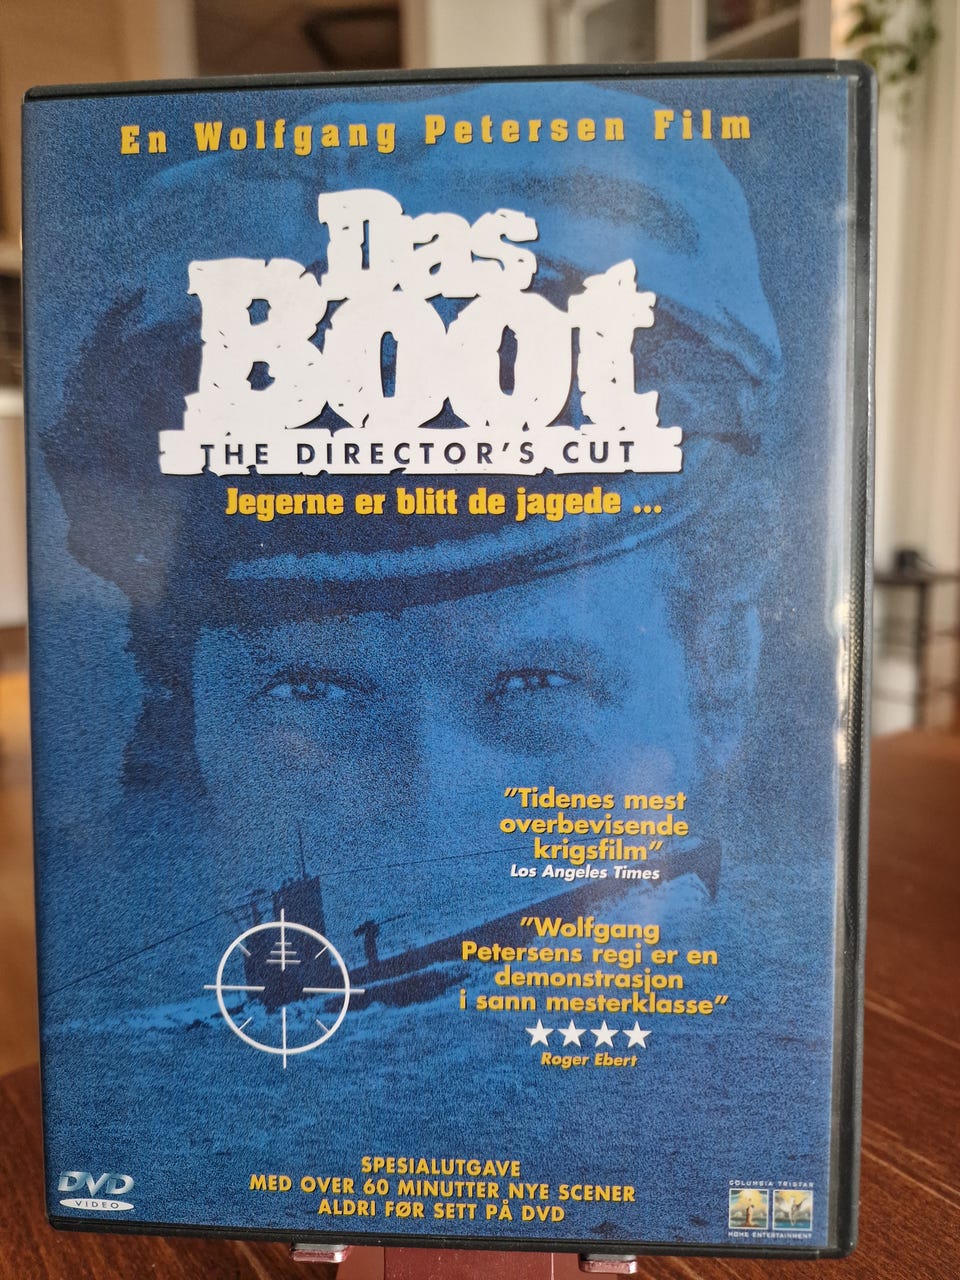 En Wolfgang Petersen Film
Das
Boot
THE DIRECTOR'S CUT
Jegerne er blitt de jagede ...
"Tidenes mest
overbevisende
krigsfilm"
Los Angeles Times
"Wolfgang
Petersens regi er en
demonstrasjon
i sann mesterklasse"
Roger Ebert
SPESIALUTGAVE
MED OVER 60 MINUTTER NYE SCENER
ALDRI FØR SETT PÅ DVD
DVD
VIDEO
COLUMBIA TRISTAR
HOME ENTERTAINMENT